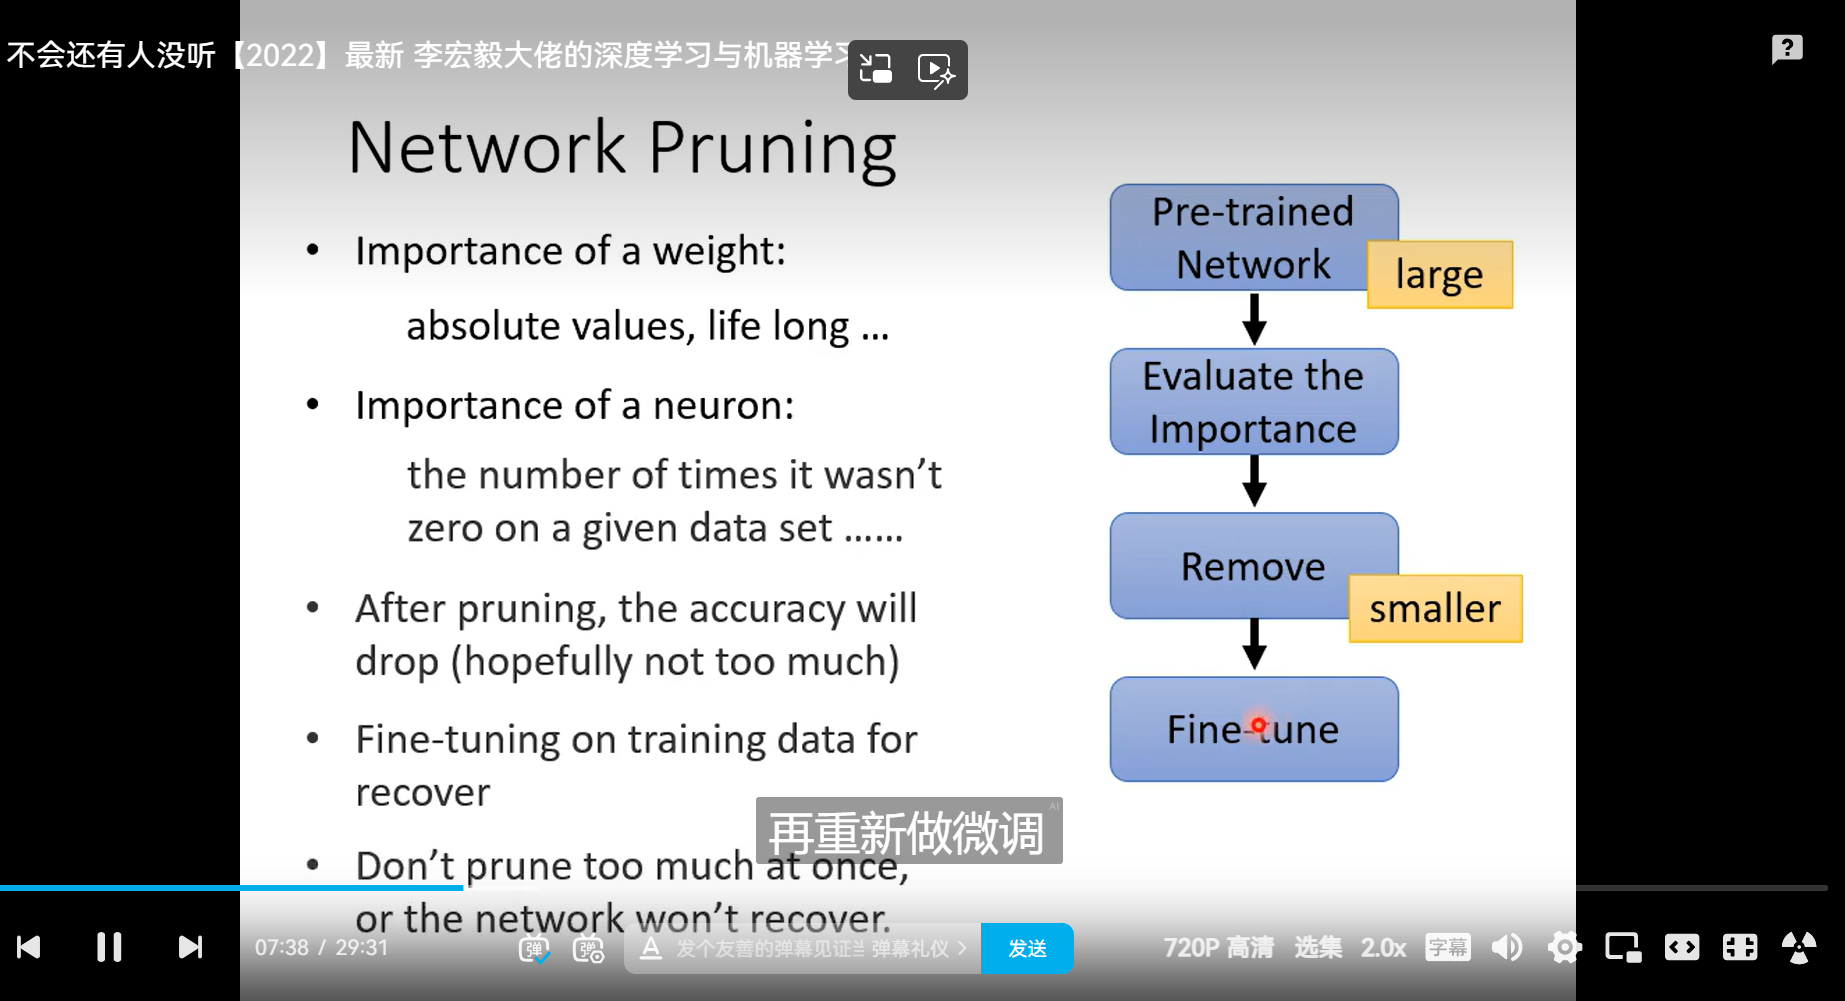 不会还有人没听【2022】最新 李宏毅大佬的深度学习与机器学习
Network Pruning
• Importance of a weight:
absolute values, life long ...
• Importance of a neuron:
the number of times it wasn’t
zero on a given data set ……
• After pruning, the accuracy will
drop (hopefully not too much)
• Fine-tuning on training data for
recover
• Don’t prune too much at once,
or the network won’t recover.
Pre-trained
Network
large
Evaluate the
Importance
Remove
smaller
Fine-tune
AI
再重新做微调
07:38 / 29:31
弹
弹
A
发个友善的弹幕见证
弹幕礼仪 >
发送
720P 高清
选集
2.0x
字幕